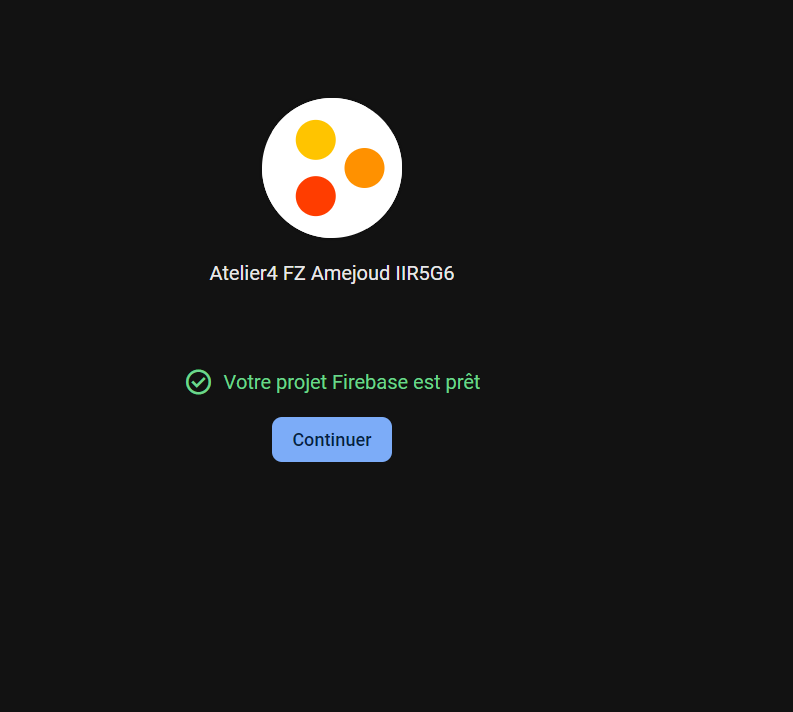 Atelier4 FZ Amejoud IIR5G6
Votre projet Firebase est prêt
Continuer